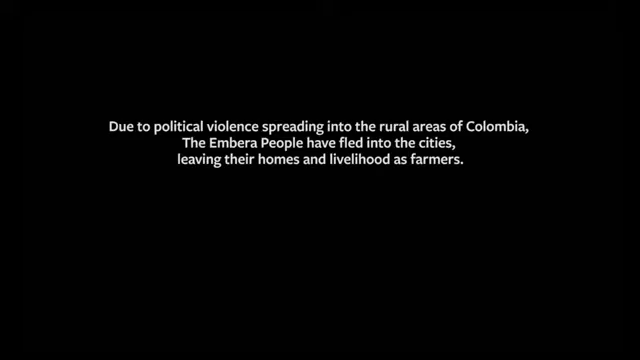 Due to political violence spreading into the rural areas of Colombia,
The Embera People have fled into the cities,
leaving their homes and livelihood as farmers.